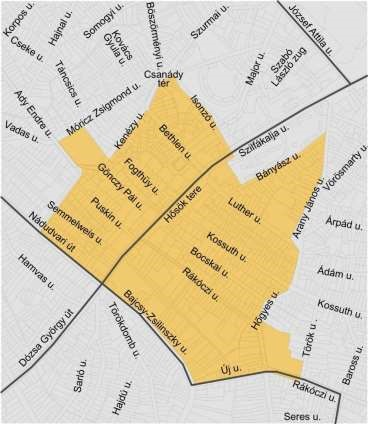 Korpos u.
Hajnal u.
Somogyi u.
Böszörményi u.
Szurmai u.
József Attila u.
Cseke u.
Kovács
Gyula u.
Csanády
tér
Major u.
Szabó
László zug
Táncsics u.
Ady Endre u.
Móricz Zsigmond u.
Isonzó u.
Vadas u.
Kenézy u.
Bethlen u.
Szilfákalja u.
Fogthüy u.
Gönczy Pál u.
Bányász u.
Vörösmarty u.
Puskin u.
Hősök tere
Luther u.
Arany János u.
Semmelweis u.
Nádudvari út
Árpád u.
Kossuth u.
Bocskai u.
Rákóczi u.
Hamvas u.
Ádám u.
Bajcsy-Zsilinszky u.
Hőgyes u.
Kossuth u.
Dózsa György út
Törökdomb u.
Török u.
Sarló u.
Hajdú u.
Új u.
Baross u.
Rákóczi u.
Seres u.